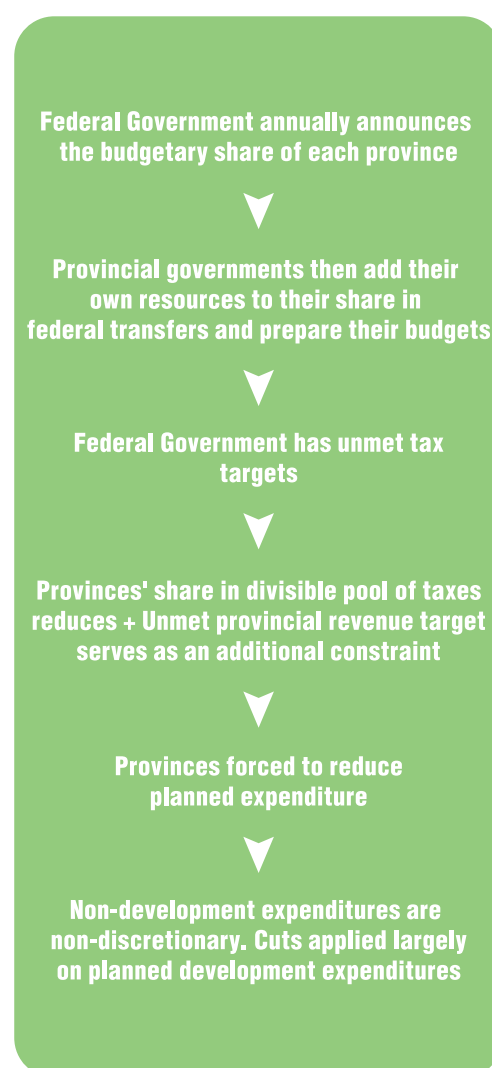 Federal Government annually announces
the budgetary share of each province
Provincial governments then add their
own resources to their share in
federal transfers and prepare their budgets
Federal Government has unmet tax
targets
Provinces' share in divisible pool of taxes
reduces + Unmet provincial revenue target
serves as an additional constraint
Provinces forced to reduce
planned expenditure
Non-development expenditures are
non-discretionary. Cuts applied largely
on planned development expenditures